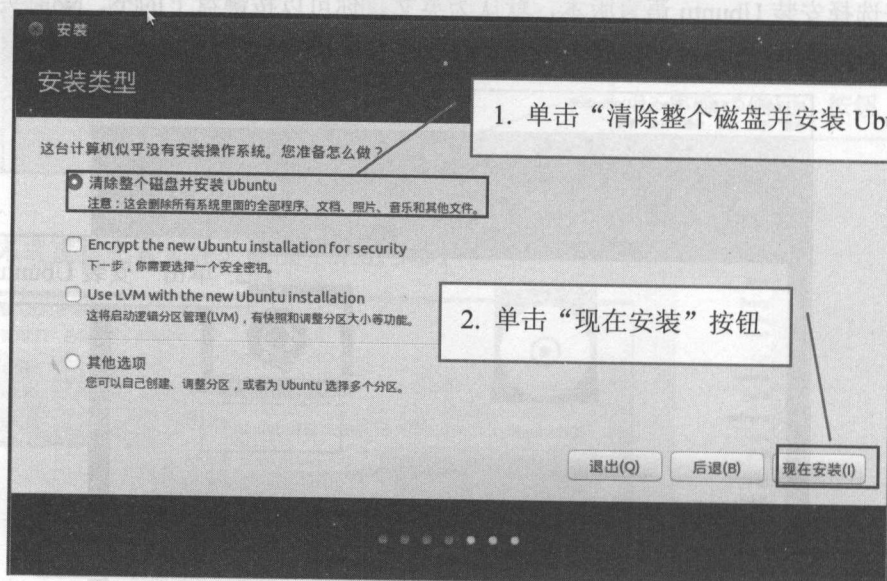 安装
安装类型
1. 单击“清除整个磁盘并安装 Ubu
这台计算机似乎没有安装操作系统。您准备怎么做？
清除整个磁盘并安装 Ubuntu
注意：这会删除所有系统里面的全部程序、文档、照片、音乐和其他文件。
Encrypt the new Ubuntu installation for security
下一步，你需要选择一个安全密钥。
Use LVM with the new Ubuntu installation
这将启动逻辑分区管理(LVM)，有快照和调整分区大小等功能。
2. 单击“现在安装”按钮
其他选项
您可以自己创建、调整分区，或者为 Ubuntu 选择多个分区。
退出(Q) 后退(B) 现在安装(I)